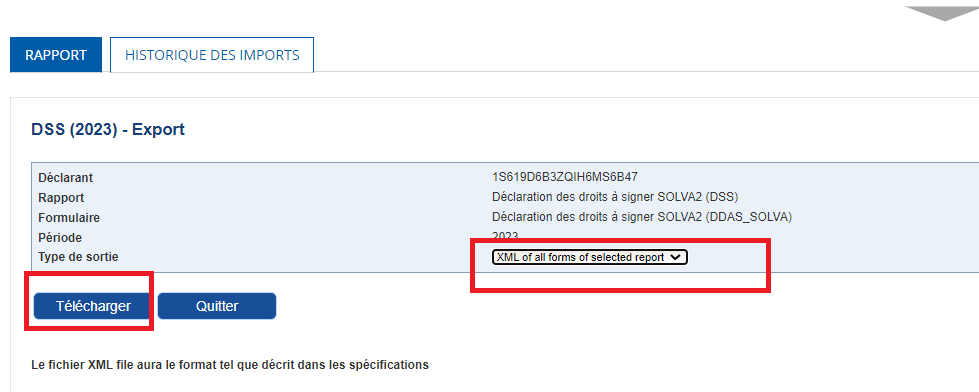 RAPPORT HISTORIQUE DES IMPORTS
DSS (2023) - Export
Déclarant 1S619D6B3ZQIH6MS6B47
Rapport Déclaration des droits à signer SOLVA2 (DSS)
Formulaire Déclaration des droits à signer SOLVA2 (DDAS_SOLVA)
Période 2023
Type de sortie XML of all forms of selected report
Télécharger Quitter
Le fichier XML file aura le format tel que décrit dans les spécifications